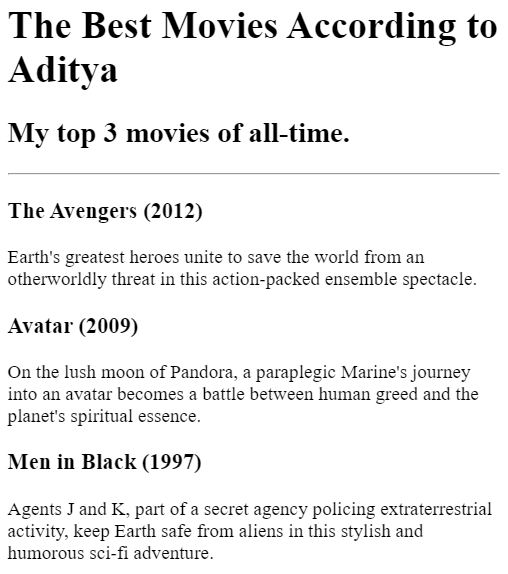 The Best Movies According to
Aditya
My top 3 movies of all-time.
The Avengers (2012)
Earth's greatest heroes unite to save the world from an
otherworldly threat in this action-packed ensemble spectacle.
Avatar (2009)
On the lush moon of Pandora, a paraplegic Marine's journey
into an avatar becomes a battle between human greed and the
planet's spiritual essence.
Men in Black (1997)
Agents J and K, part of a secret agency policing extraterrestrial
activity, keep Earth safe from aliens in this stylish and
humorous sci-fi adventure.